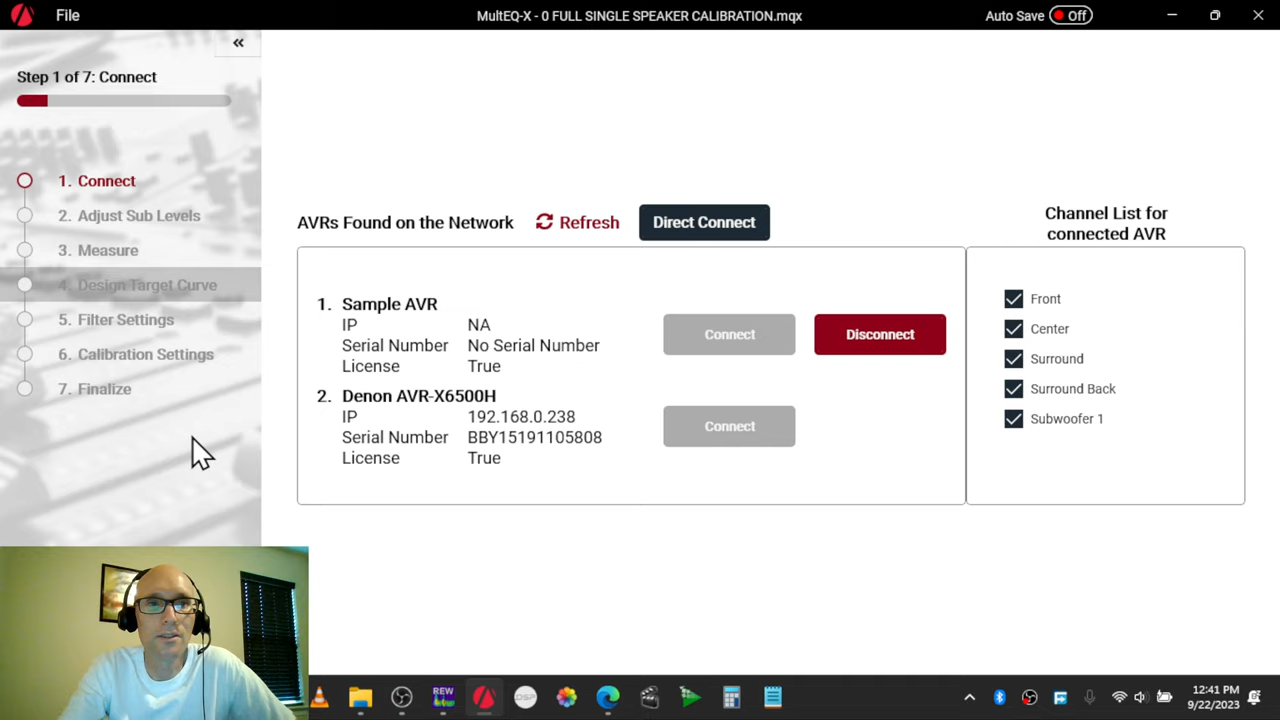 File
MultEQ-X - 0 FULL SINGLE SPEAKER CALIBRATION.mqx
Auto Save Off
Step 1 of 7: Connect
1. Connect
2. Adjust Sub Levels
3. Measure
4. Design Target Curve
5. Filter Settings
6. Calibration Settings
7. Finalize
AVRs Found on the Network
Refresh
Direct Connect
1. Sample AVR
IP NA
Serial Number No Serial Number
License True
Connect
Disconnect
2. Denon AVR-X6500H
IP 192.168.0.238
Serial Number BBY15191105808
License True
Connect
Channel List for
connected AVR
Front
Center
Surround
Surround Back
Subwoofer 1
REW
OSP
12:41 PM
9/22/2023